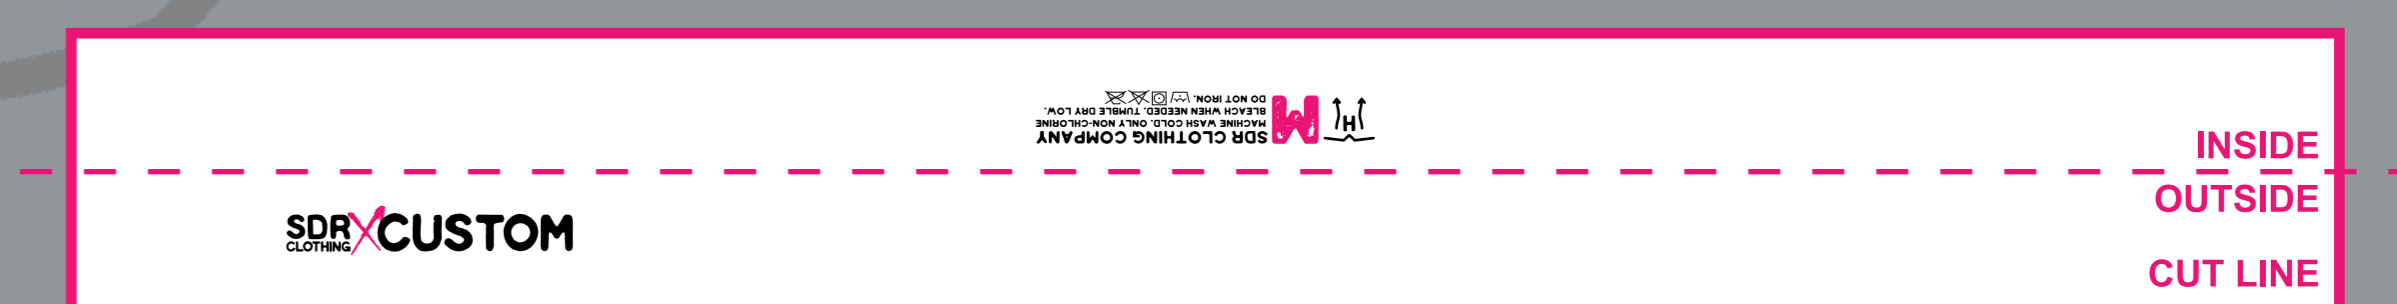 SDR CLOTHING COMPANY
MACHINE WASH COLD. ONLY NON-CHLORINE
BLEACH WHEN NEEDED. TUMBLE DRY LOW.
DO NOT IRON.
M
H
INSIDE
OUTSIDE
SDR X CUSTOM
CLOTHING
CUT LINE